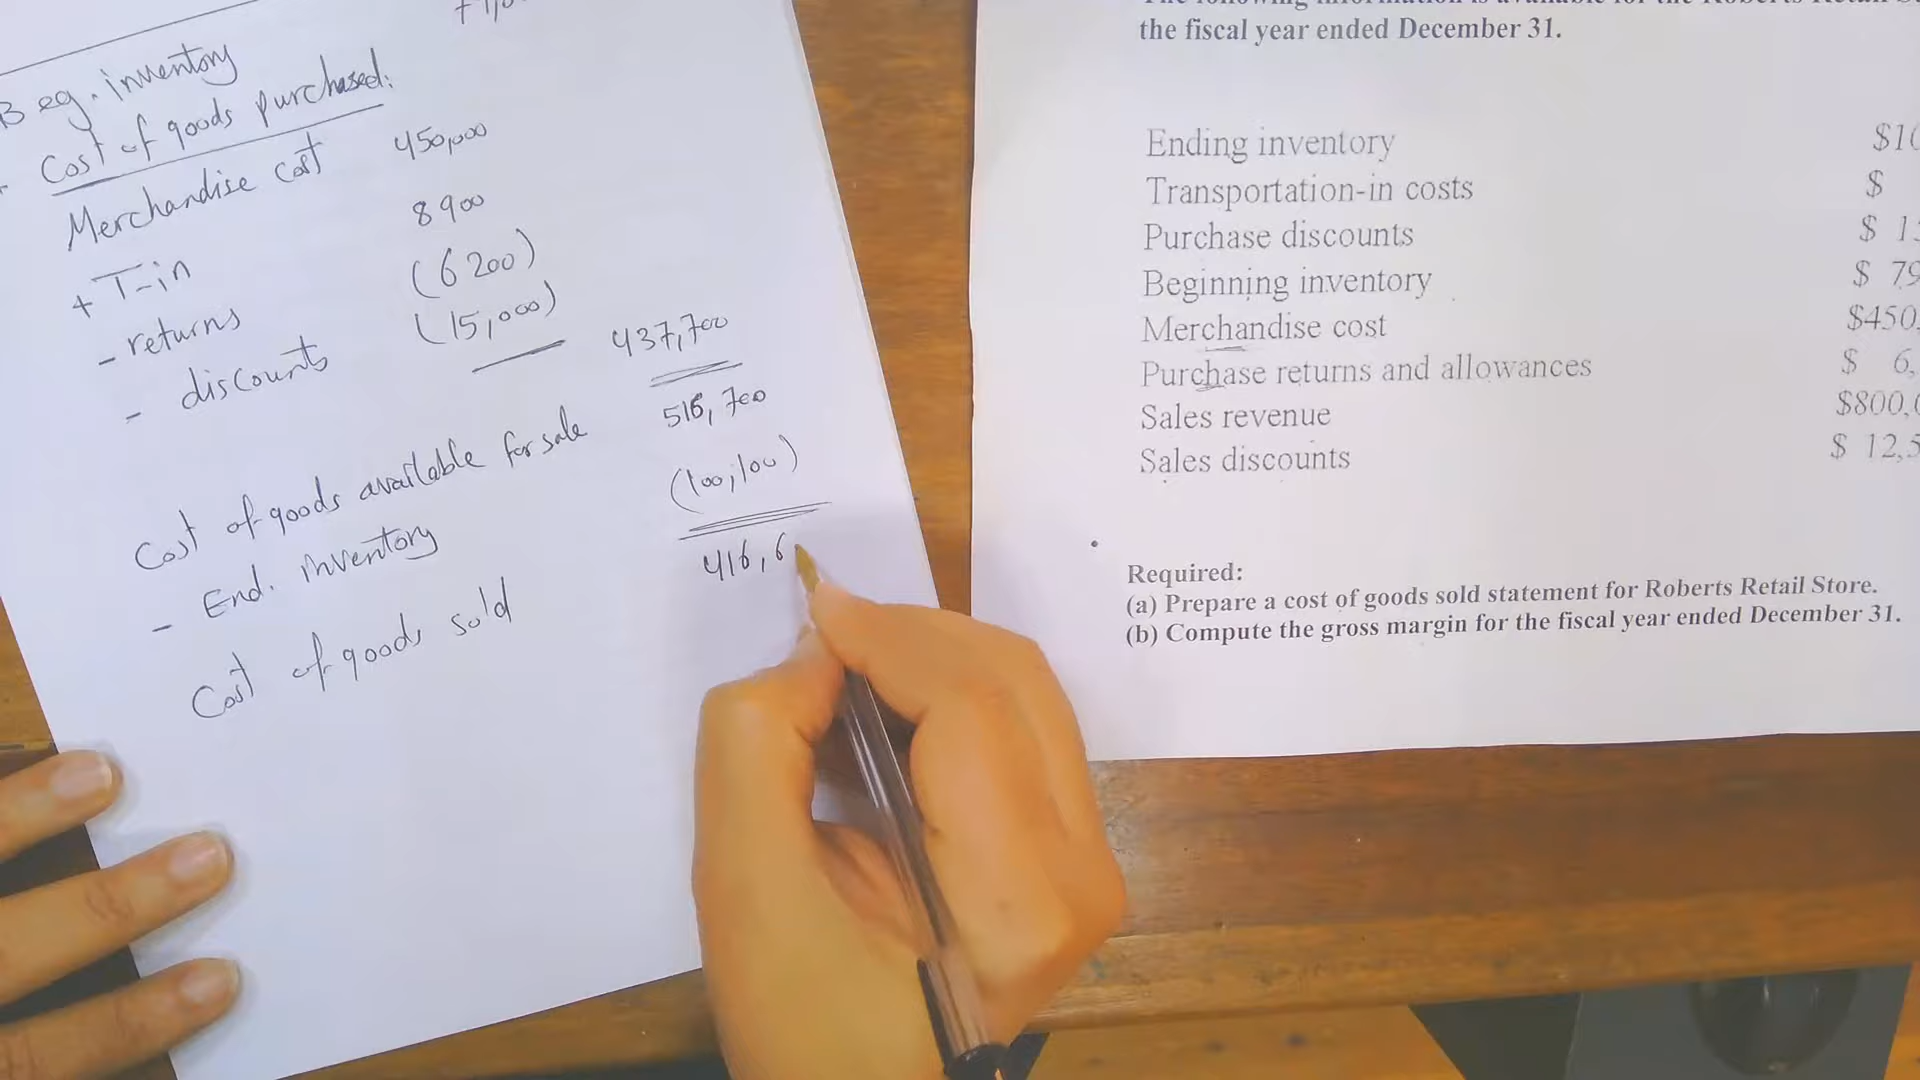 Beg. inventory
Cost of goods purchased:
Merchandise cost 450,000
+ T-in 8900
- returns (6200)
- discounts (15,000) 437,700
Cost of goods available for sale 516,700
- End. inventory (100,100)
Cost of goods sold 416,6
the fiscal year ended December 31.
Ending inventory $10
Transportation-in costs $
Purchase discounts $ 1
Beginning inventory $ 79
Merchandise cost $450,
Purchase returns and allowances $ 6,
Sales revenue $800,0
Sales discounts $ 12,5
Required:
(a) Prepare a cost of goods sold statement for Roberts Retail Store.
(b) Compute the gross margin for the fiscal year ended December 31.